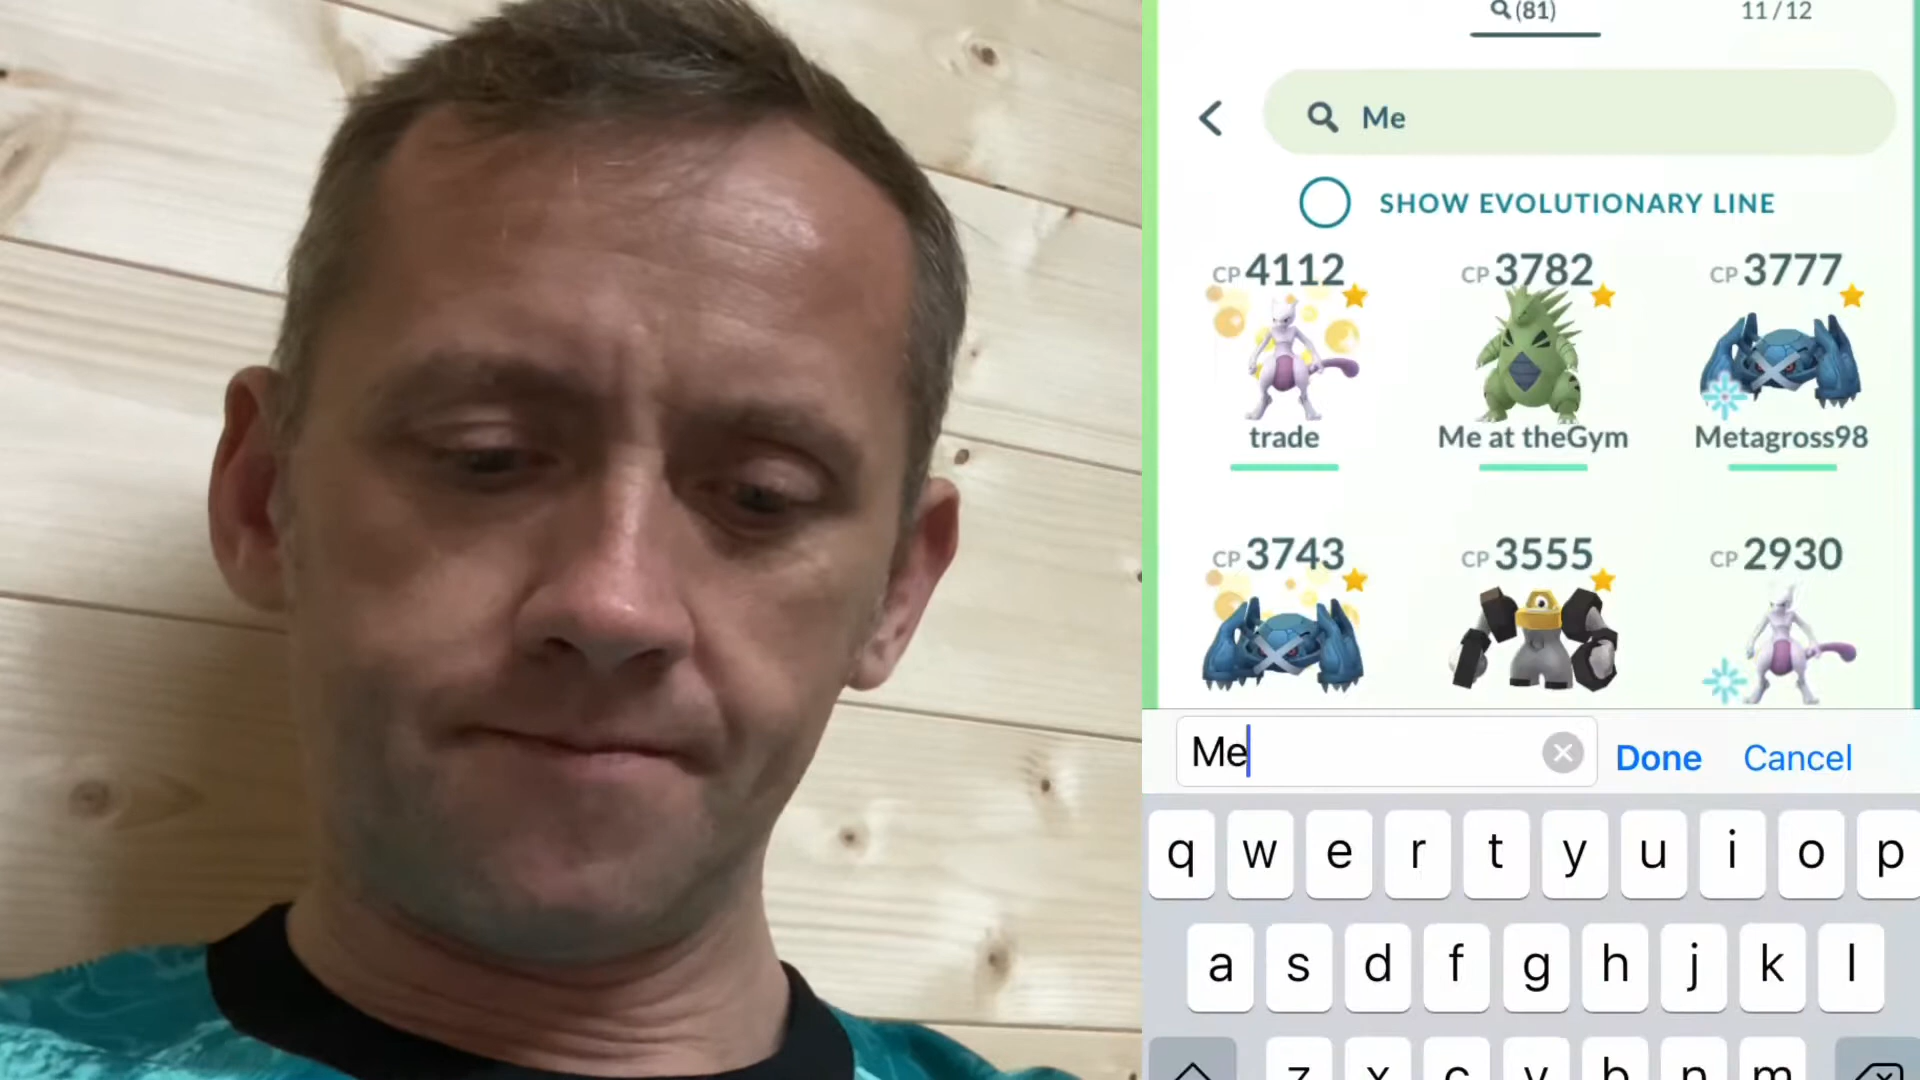 (81) 11/12
Me
SHOW EVOLUTIONARY LINE
CP 4112 CP 3782 CP 3777
trade Me at theGym Metagross98
CP 3743 CP 3555 CP 2930
Me Done Cancel
q w e r t y u i o p
a s d f g h j k l
z x c v b n m